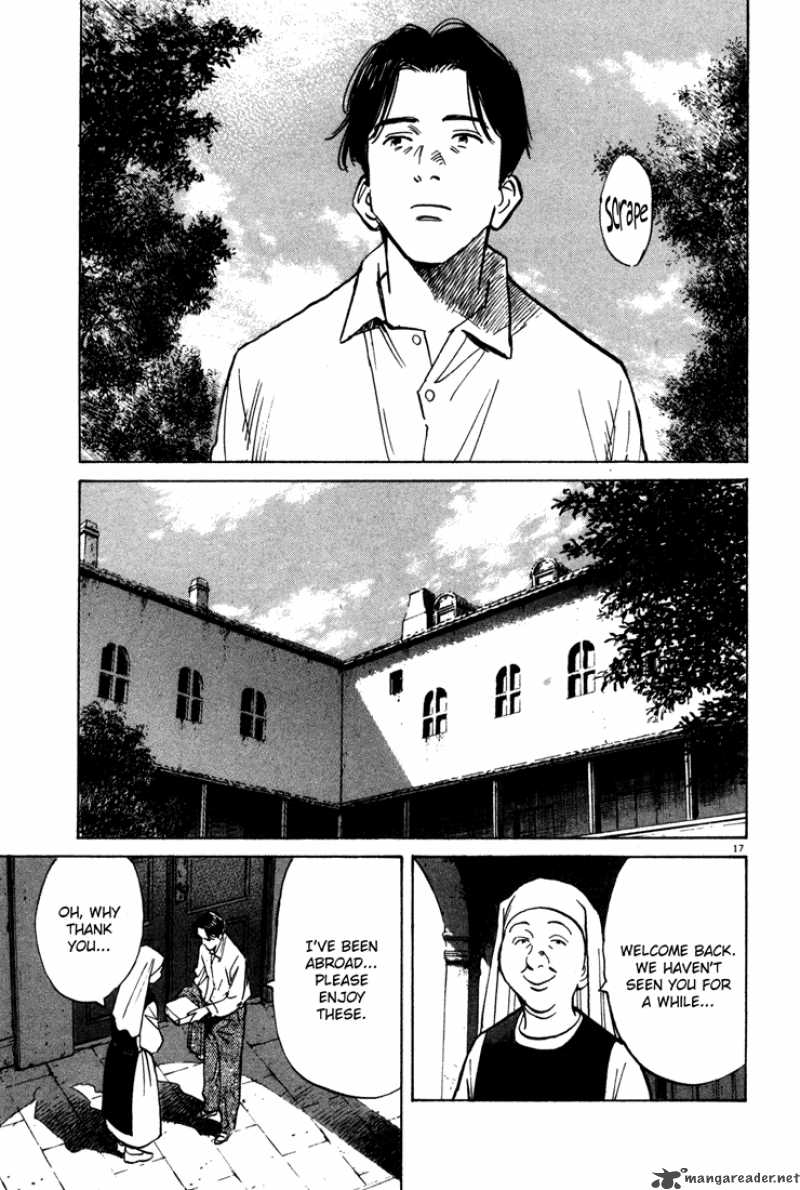 scrape
17
WELCOME BACK.
WE HAVEN'T
SEEN YOU FOR
A WHILE...
I'VE BEEN
ABROAD...
PLEASE
ENJOY
THESE.
OH, WHY
THANK
YOU...
mangareader.net